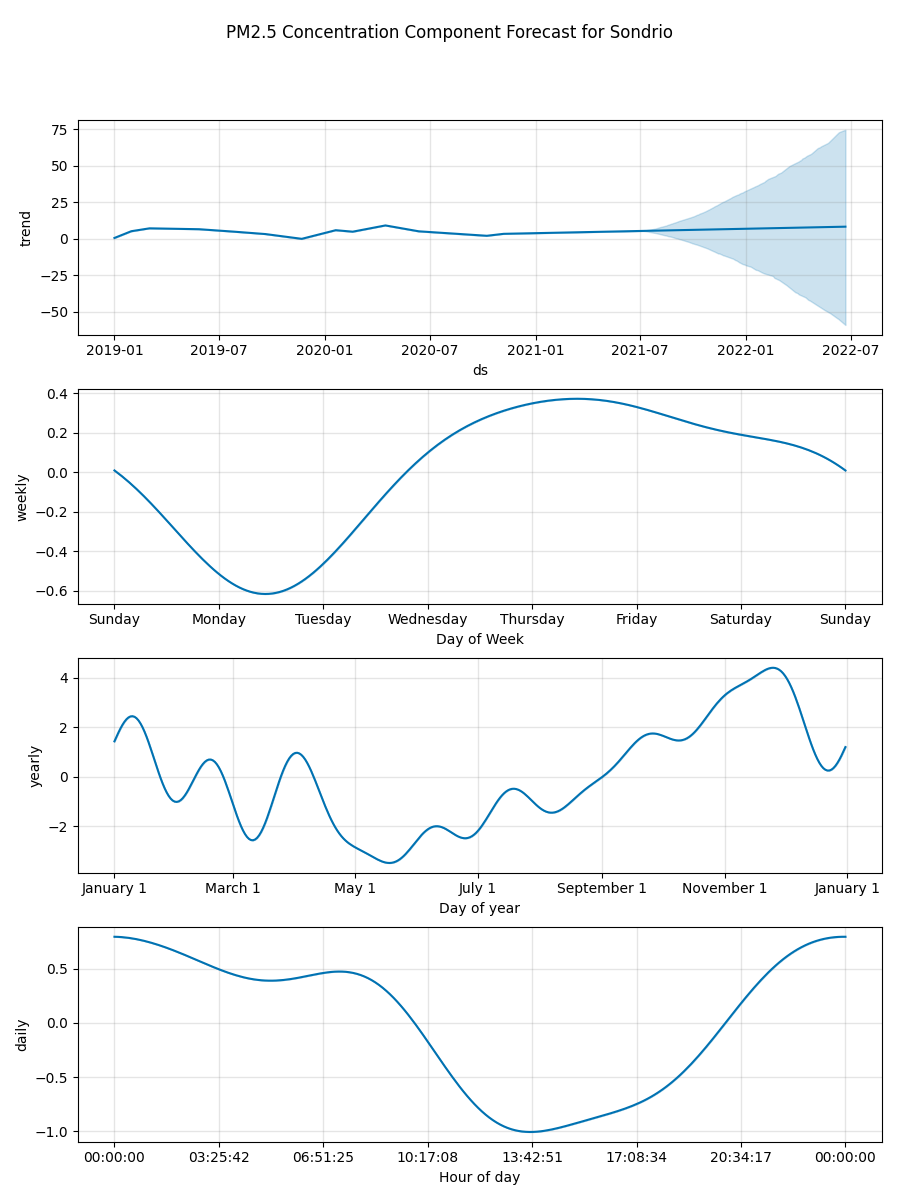 PM2.5 Concentration Component Forecast for Sondrio
75
50
25
0
−25
−50
trend
2019-01 2019-07 2020-01 2020-07 2021-01 2021-07 2022-01 2022-07
ds
0.4
0.2
0.0
−0.2
−0.4
−0.6
weekly
Sunday Monday Tuesday Wednesday Thursday Friday Saturday Sunday
Day of Week
4
2
0
−2
yearly
January 1 March 1 May 1 July 1 September 1 November 1 January 1
Day of year
0.5
0.0
−0.5
−1.0
daily
00:00:00 03:25:42 06:51:25 10:17:08 13:42:51 17:08:34 20:34:17 00:00:00
Hour of day